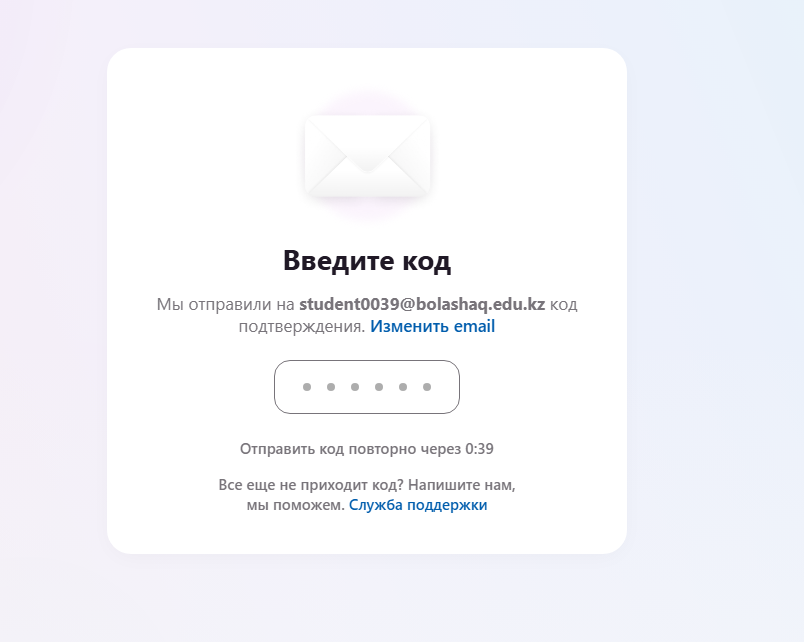 Введите код
Мы отправили на student0039@bolashaq.edu.kz код
подтверждения. Изменить email
Отправить код повторно через 0:39
Все еще не приходит код? Напишите нам,
мы поможем. Служба поддержки